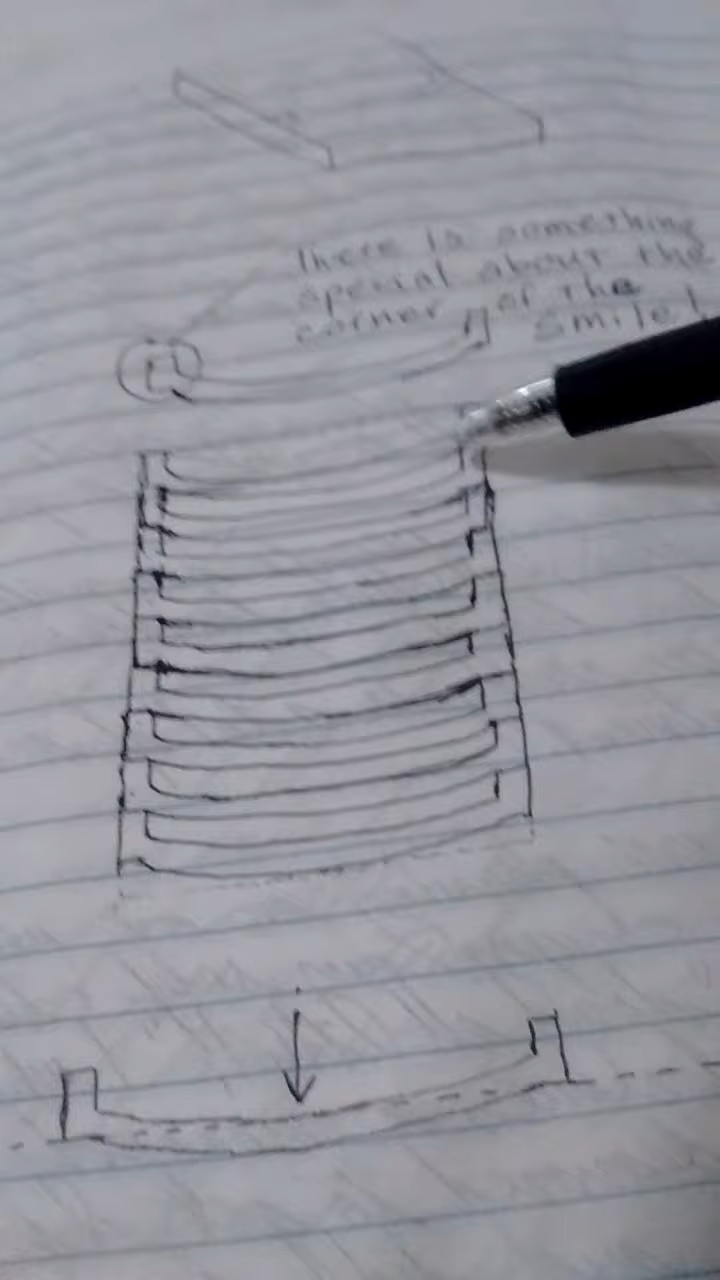 There is something
special about the
corner of the
smile!